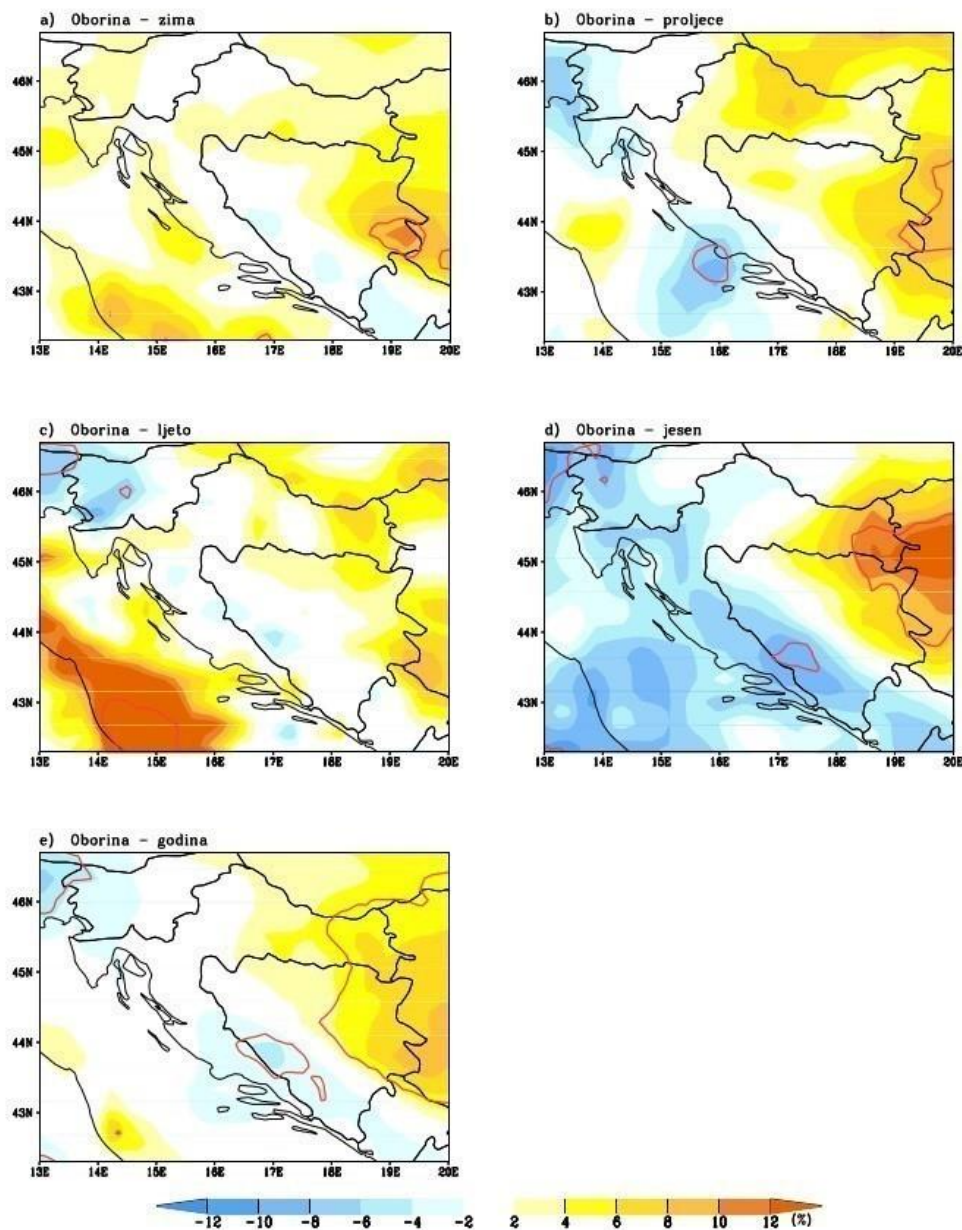 a) Oborina - zima
b) Oborina - proljece
46N
45N
44N
43N
13E 14E 15E 16E 17E 18E 19E 20E
46N
45N
44N
43N
13E 14E 15E 16E 17E 18E 19E 20E
c) Oborina - ljeto
d) Oborina - jesen
46N
45N
44N
43N
13E 14E 15E 16E 17E 18E 19E 20E
46N
45N
44N
43N
13E 14E 15E 16E 17E 18E 19E 20E
e) Oborina - godina
46N
45N
44N
43N
13E 14E 15E 16E 17E 18E 19E 20E
-12 -10 -8 -6 -4 -2 2 4 6 8 10 12 (%)